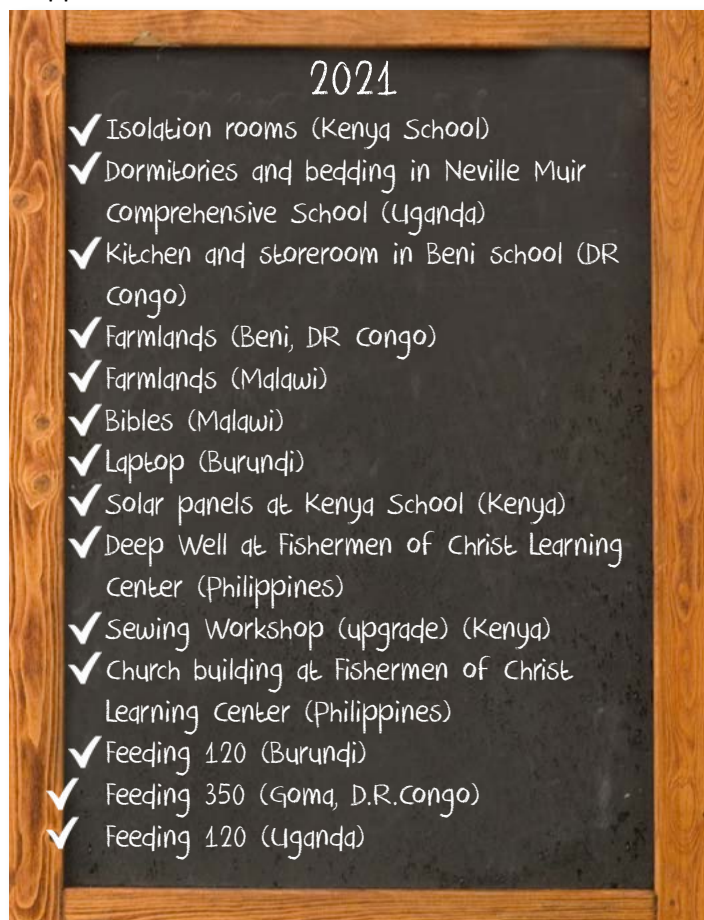 2021
Isolation rooms (Kenya School)
Dormitories and bedding in Neville Muir
Comprehensive School (Uganda)
Kitchen and storeroom in Beni school (DR
Congo)
Farmlands (Beni, DR Congo)
Farmlands (Malawi)
Bibles (Malawi)
Laptop (Burundi)
Solar panels at Kenya School (Kenya)
Deep Well at Fishermen of Christ Learning
Center (Philippines)
Sewing Workshop (upgrade) (Kenya)
Church building at Fishermen of Christ
Learning Center (Philippines)
Feeding 120 (Burundi)
Feeding 350 (Goma, D.R.Congo)
Feeding 120 (Uganda)